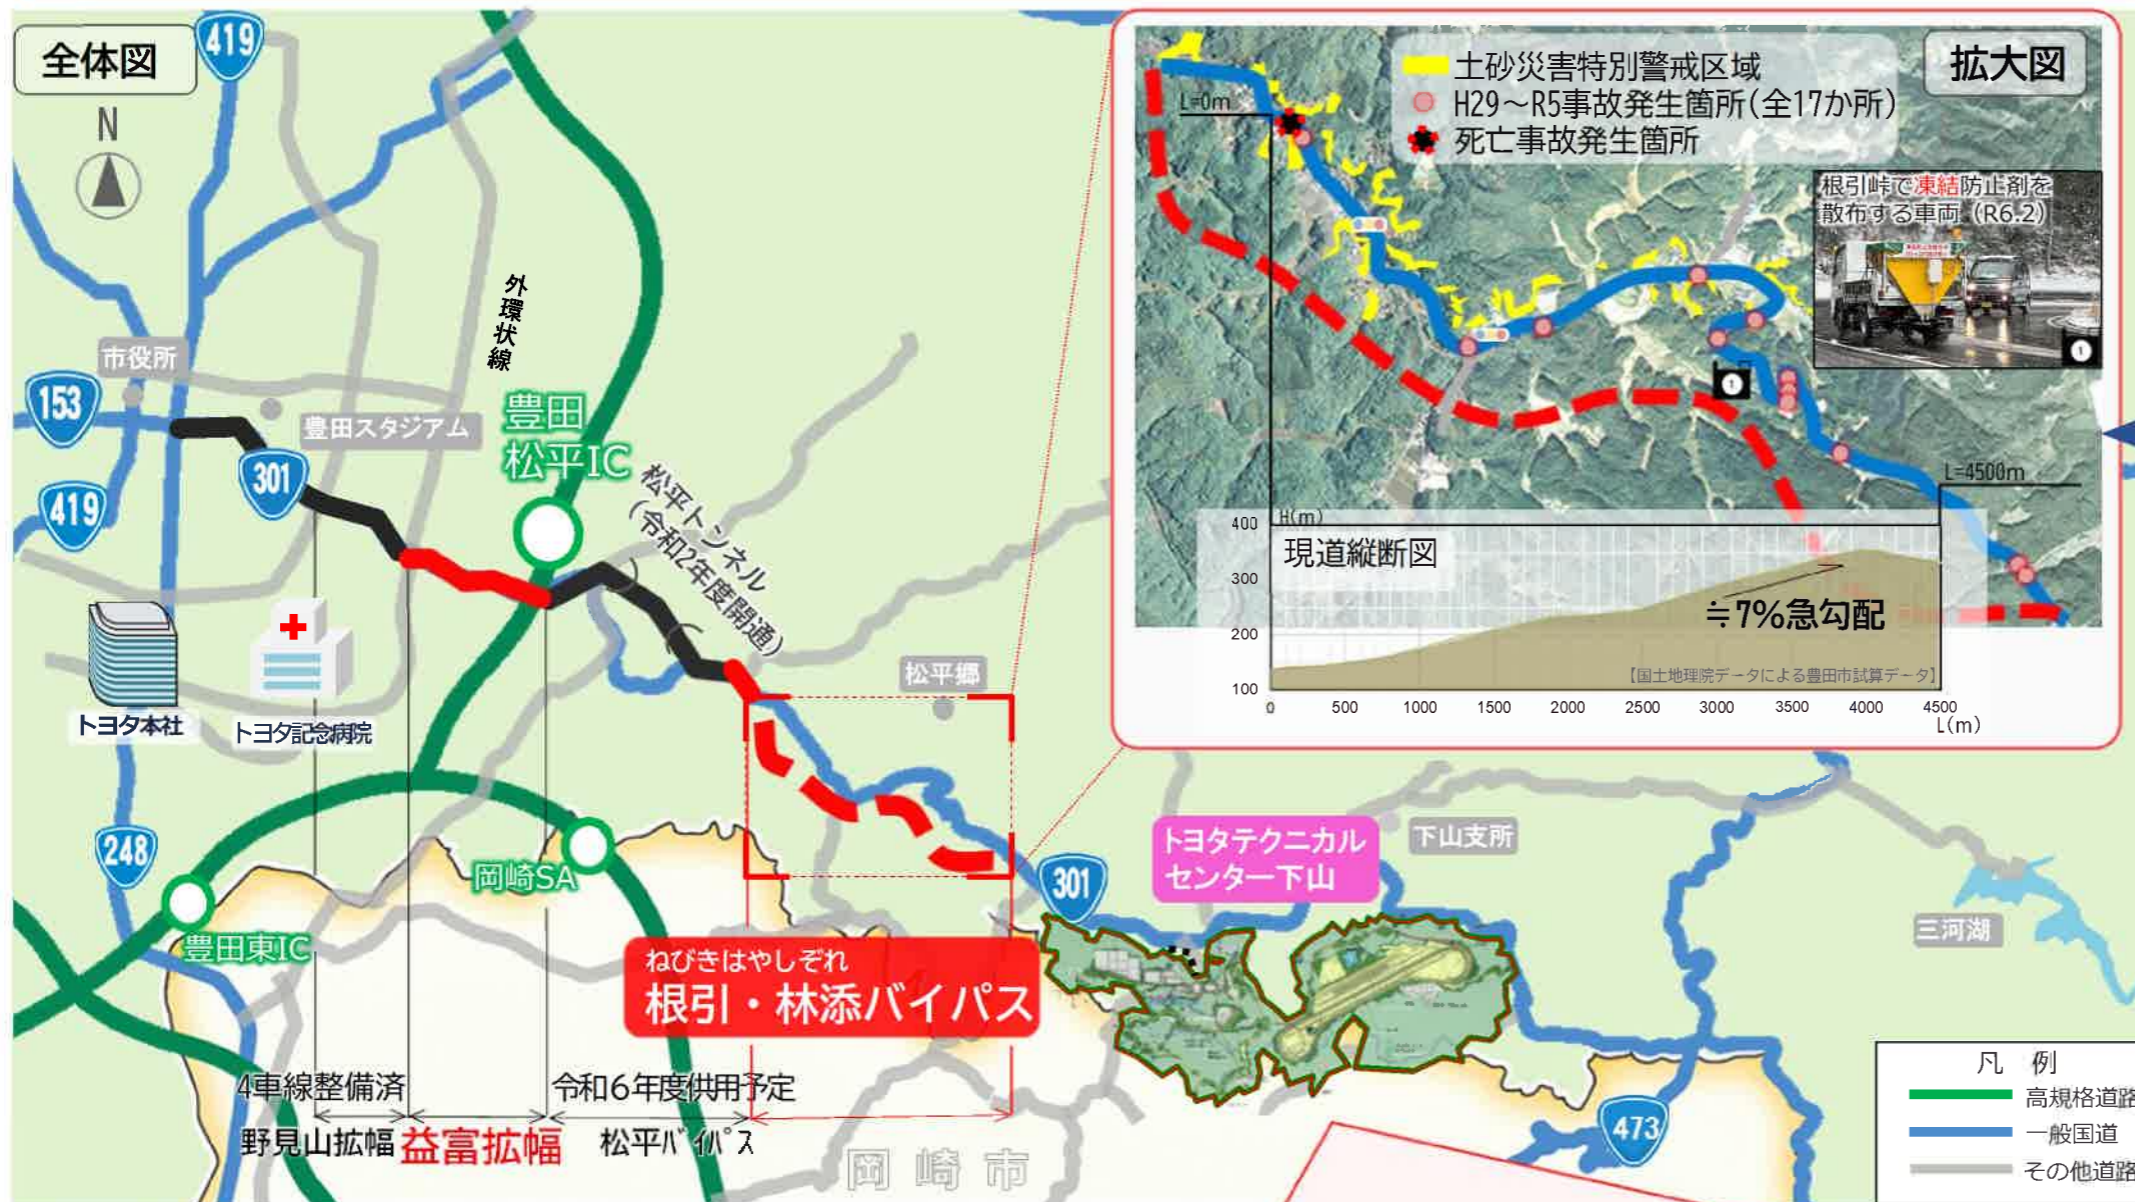 全体図
N
419
153
419
301
248
市役所
豊田スタジアム
外環状線
豊田
松平IC
松平トンネル
(令和2年度開通)
トヨタ本社
トヨタ記念病院
松平郷
岡崎SA
豊田東IC
ねびきはやしぞれ
根引・林添バイパス
301
トヨタテクニカル
センター下山
下山支所
三河湖
473
4車線整備済
令和6年度供用予定
野見山拡幅
益富拡幅
松平バイパス
岡崎市
凡 例
高規格道路
一般国道
その他道路
拡大図
土砂災害特別警戒区域
H29~R5事故発生箇所(全17か所)
死亡事故発生箇所
L=0m
根引峠で凍結防止剤を
散布する車両 (R6.2)
1
1
L=4500m
H(m)
現道縦断図
≒7%急勾配
【国土地理院データによる豊田市試算データ】
400
300
200
100
0 500 1000 1500 2000 2500 3000 3500 4000 4500
L(m)